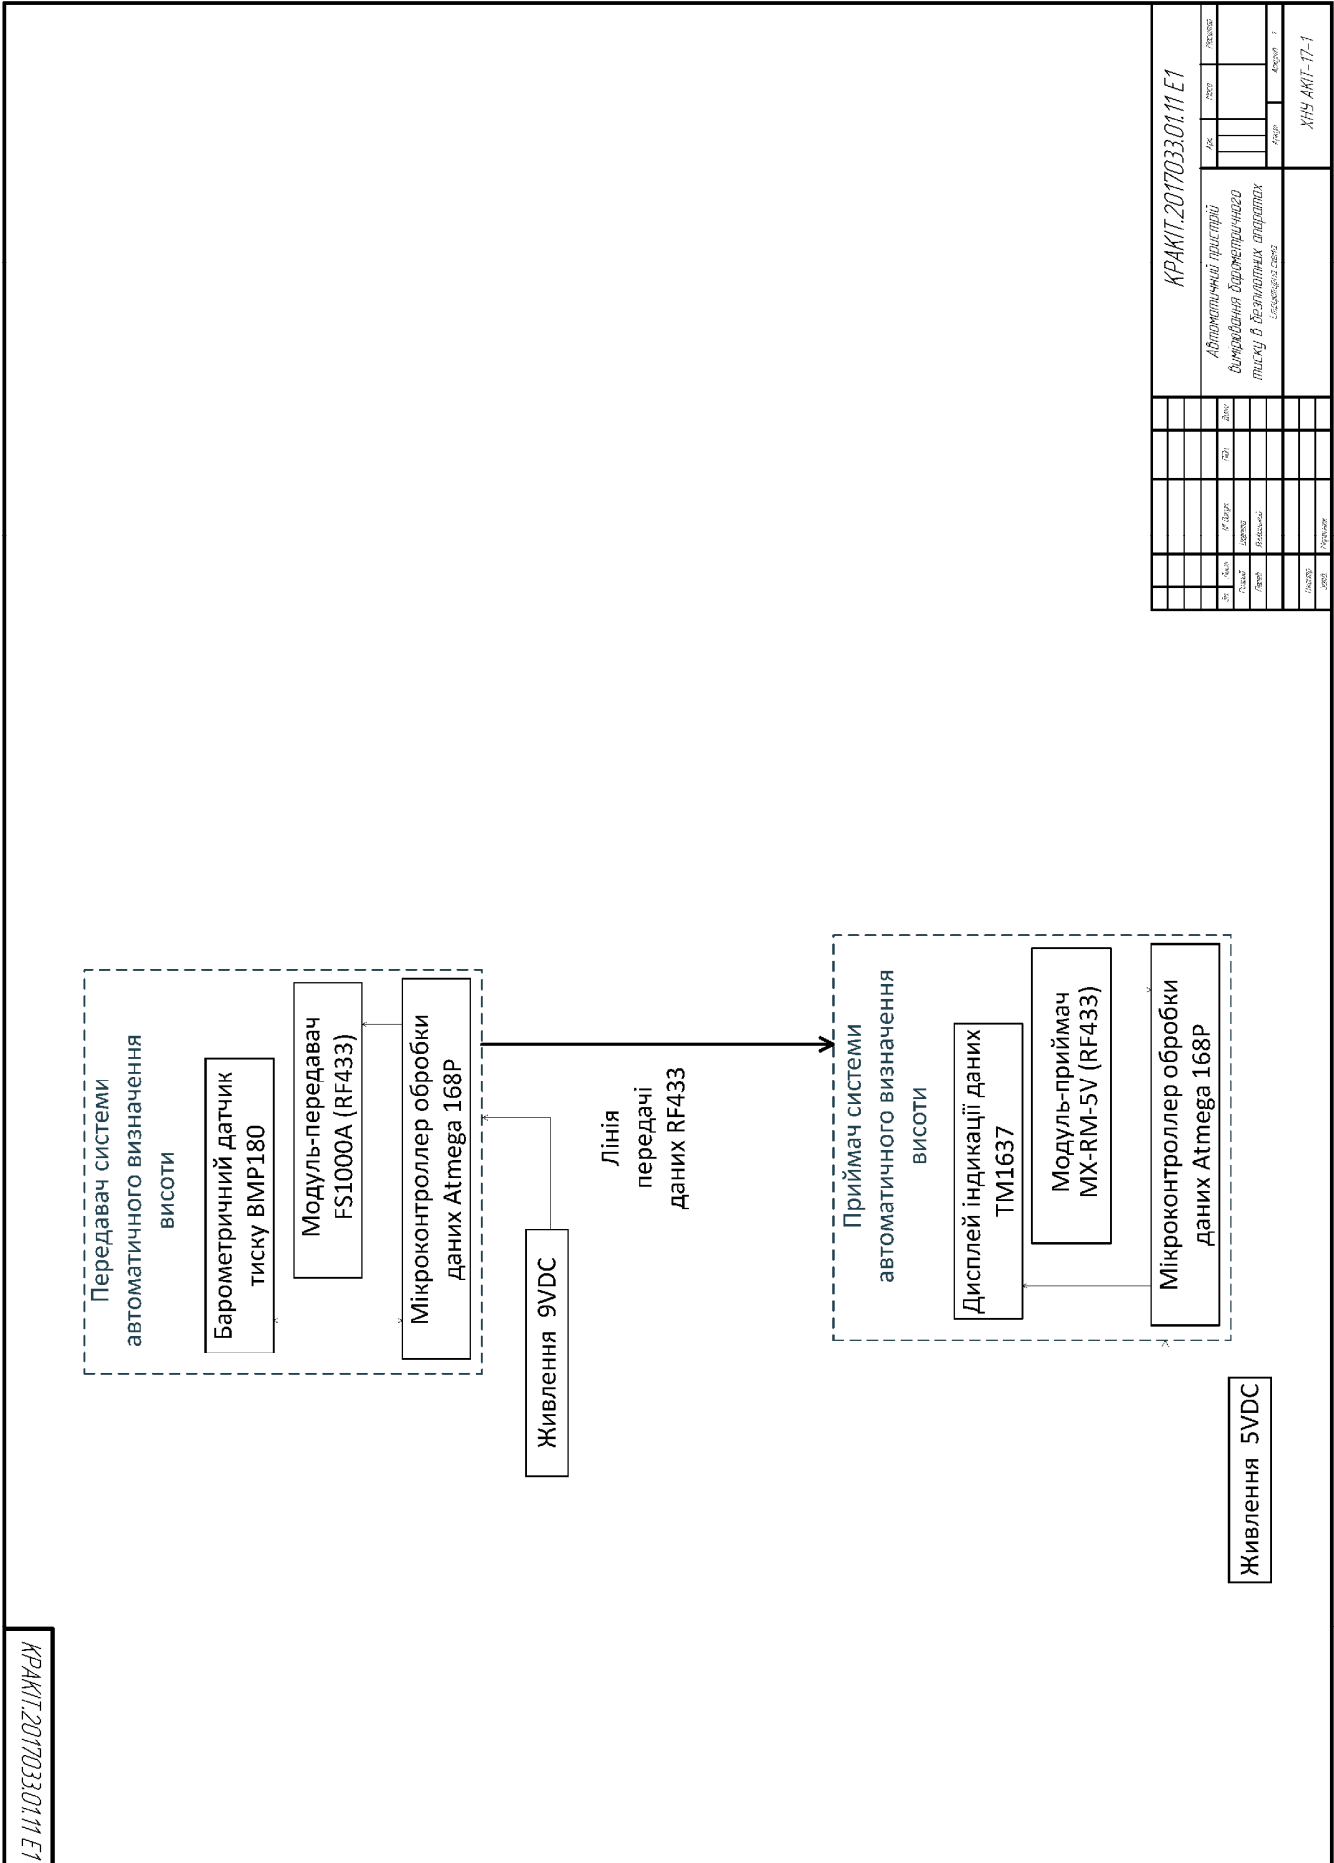 КРАКІТ.2017033.01.11 Е1
Передавач системи
автоматичного визначення
висоти
Барометричний датчик
тиску BMP180
Модуль-передавач
FS1000A (RF433)
Мікроконтроллер обробки
даних Atmega 168P
Живлення 9VDC
Лінія
передачі
даних RF433
Приймач системи
автоматичного визначення
висоти
Дисплей індикації даних
TM1637
Модуль-приймач
MX-RM-5V (RF433)
Мікроконтроллер обробки
даних Atmega 168P
Живлення 5VDC
КРАКІТ.2017033.01.11 Е1
Автоматичний пристрій
вимірювання барометричного
тиску в безпілотних апаратах
ХНУ АКІТ-17-1